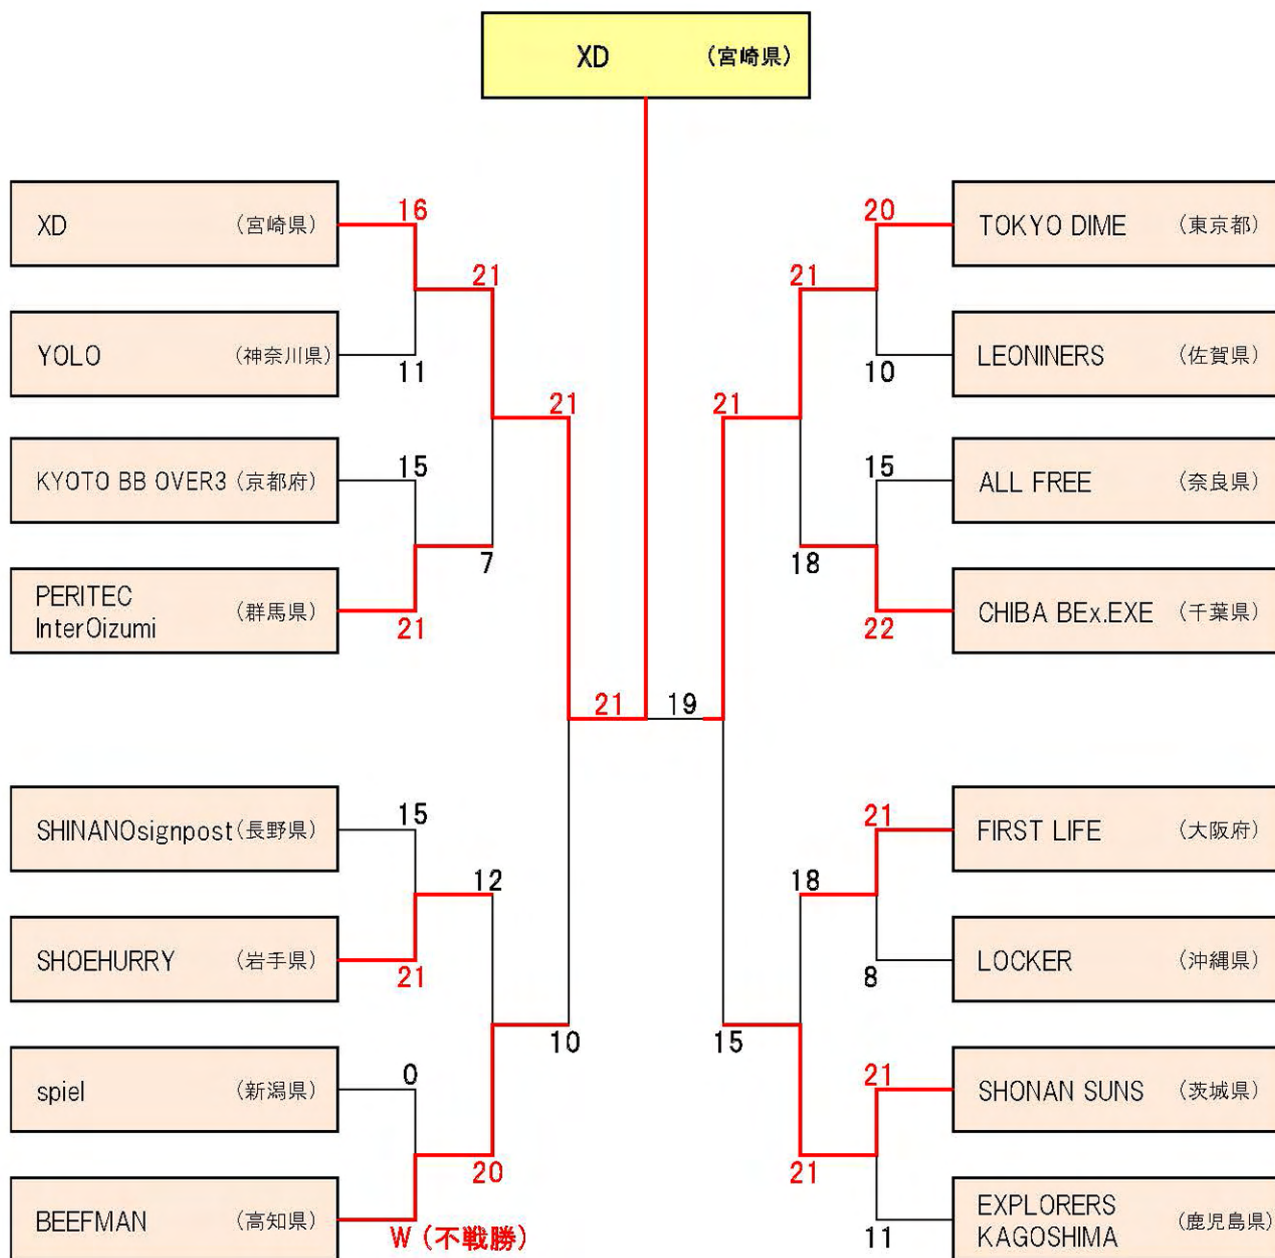 XD (宮崎県)
XD (宮崎県)
16
YOLO (神奈川県)
11
21
KYOTO BB OVER3 (京都府)
15
PERITEC
InterOizumi (群馬県)
21
7
21
SHINANOsignpost (長野県)
15
SHOEHURRY (岩手県)
21
12
spiel (新潟県)
0
BEEFMAN (高知県)
W (不戦勝)
20
10
21
19
20
TOKYO DIME (東京都)
10
LEONINERS (佐賀県)
21
15
ALL FREE (奈良県)
22
CHIBA BEx.EXE (千葉県)
18
21
21
FIRST LIFE (大阪府)
8
LOCKER (沖縄県)
18
21
SHONAN SUNS (茨城県)
11
EXPLORERS
KAGOSHIMA (鹿児島県)
21
15